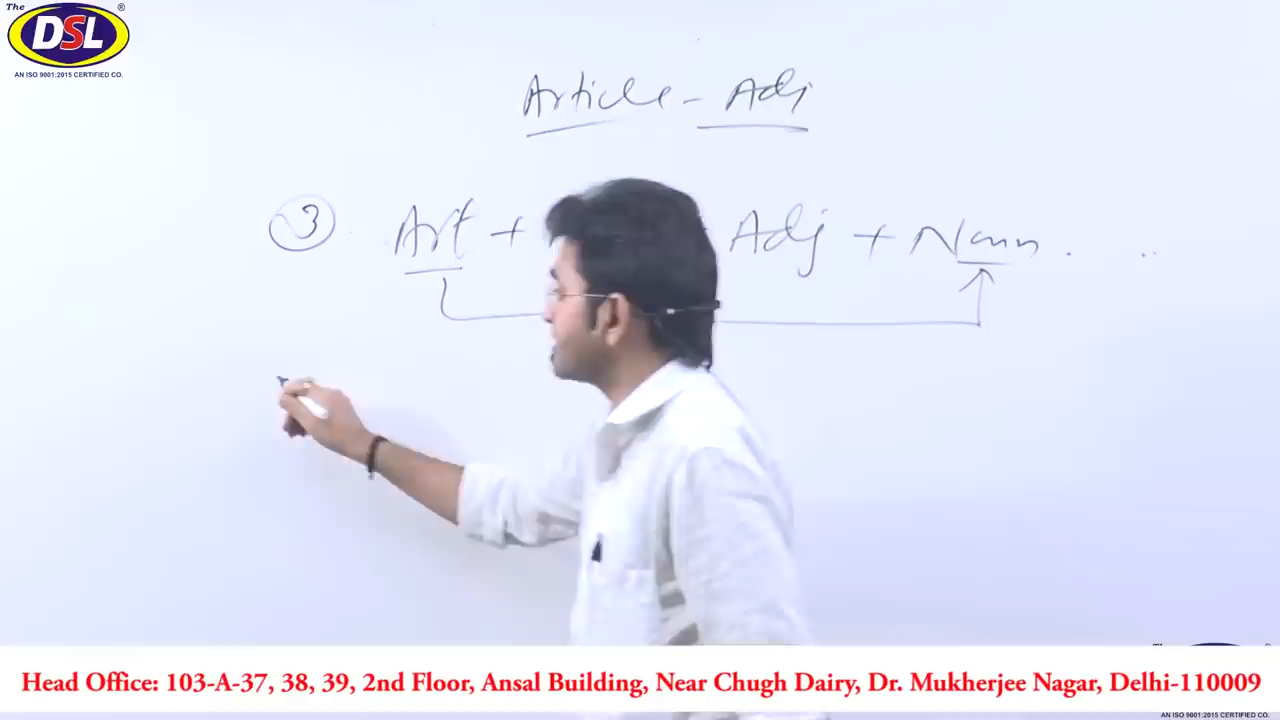 The
®
DSL
AN ISO 9001:2015 CERTIFIED CO.
Article - Adj
3 Art + Adj + Noun.
Head Office: 103-A-37, 38, 39, 2nd Floor, Ansal Building, Near Chugh Dairy, Dr. Mukherjee Nagar, Delhi-110009
AN ISO 9001:2015 CERTIFIED CO.